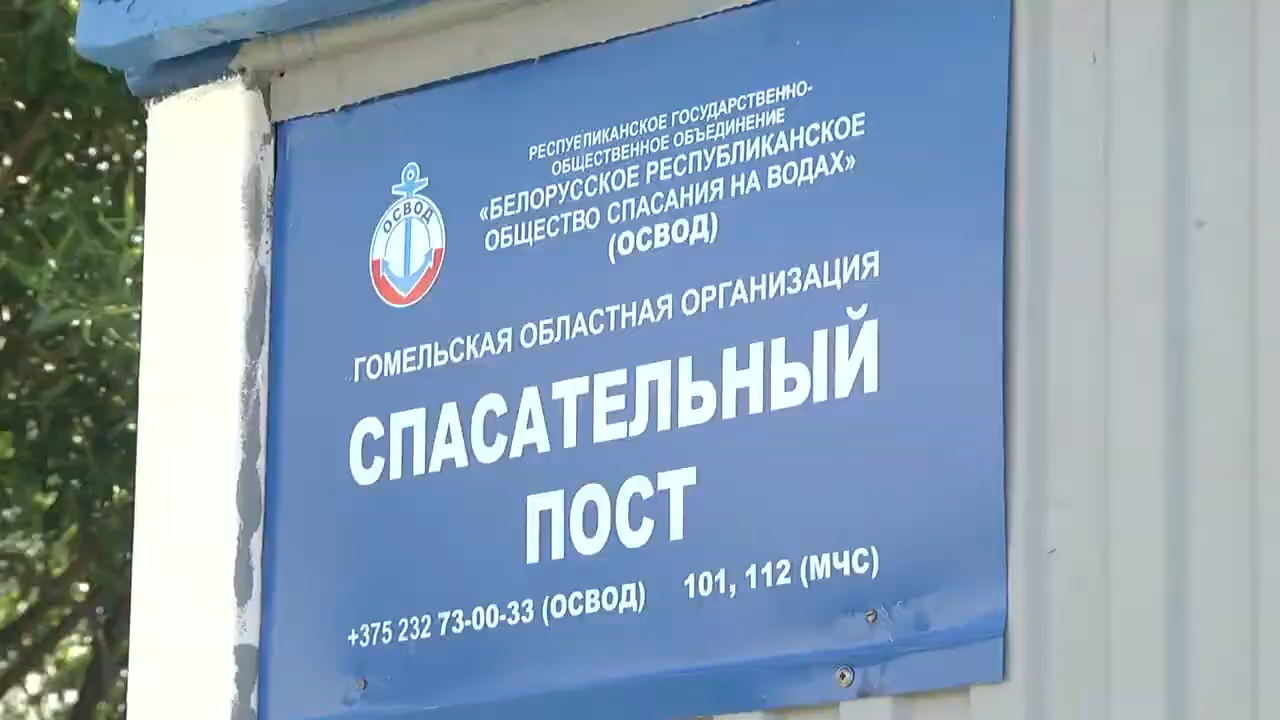 ОСВОД
РЕСПУБЛИКАНСКОЕ ГОСУДАРСТВЕННО-
ОБЩЕСТВЕННОЕ ОБЪЕДИНЕНИЕ
«БЕЛОРУССКОЕ РЕСПУБЛИКАНСКОЕ
ОБЩЕСТВО СПАСАНИЯ НА ВОДАХ»
(ОСВОД)
ГОМЕЛЬСКАЯ ОБЛАСТНАЯ ОРГАНИЗАЦИЯ
СПАСАТЕЛЬНЫЙ
ПОСТ
+375 232 73-00-33 (ОСВОД) 101, 112 (МЧС)